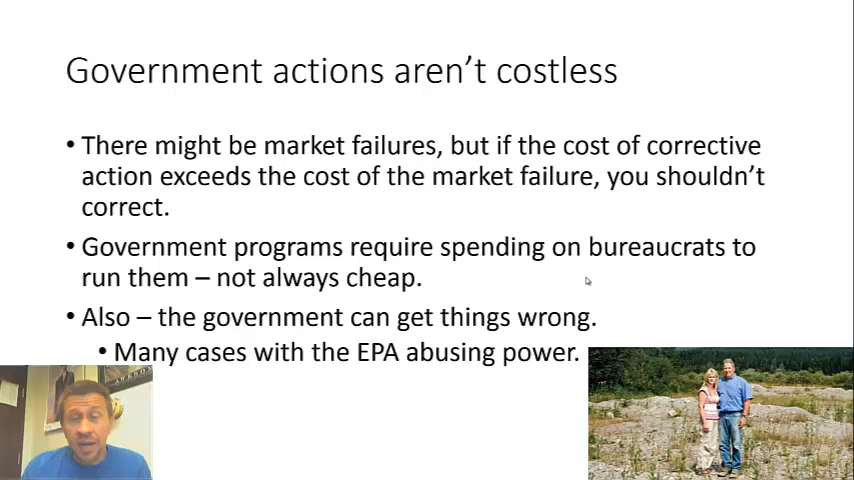 Government actions aren't costless
• There might be market failures, but if the cost of corrective
action exceeds the cost of the market failure, you shouldn't
correct.
• Government programs require spending on bureaucrats to
run them – not always cheap.
• Also – the government can get things wrong.
• Many cases with the EPA abusing power.